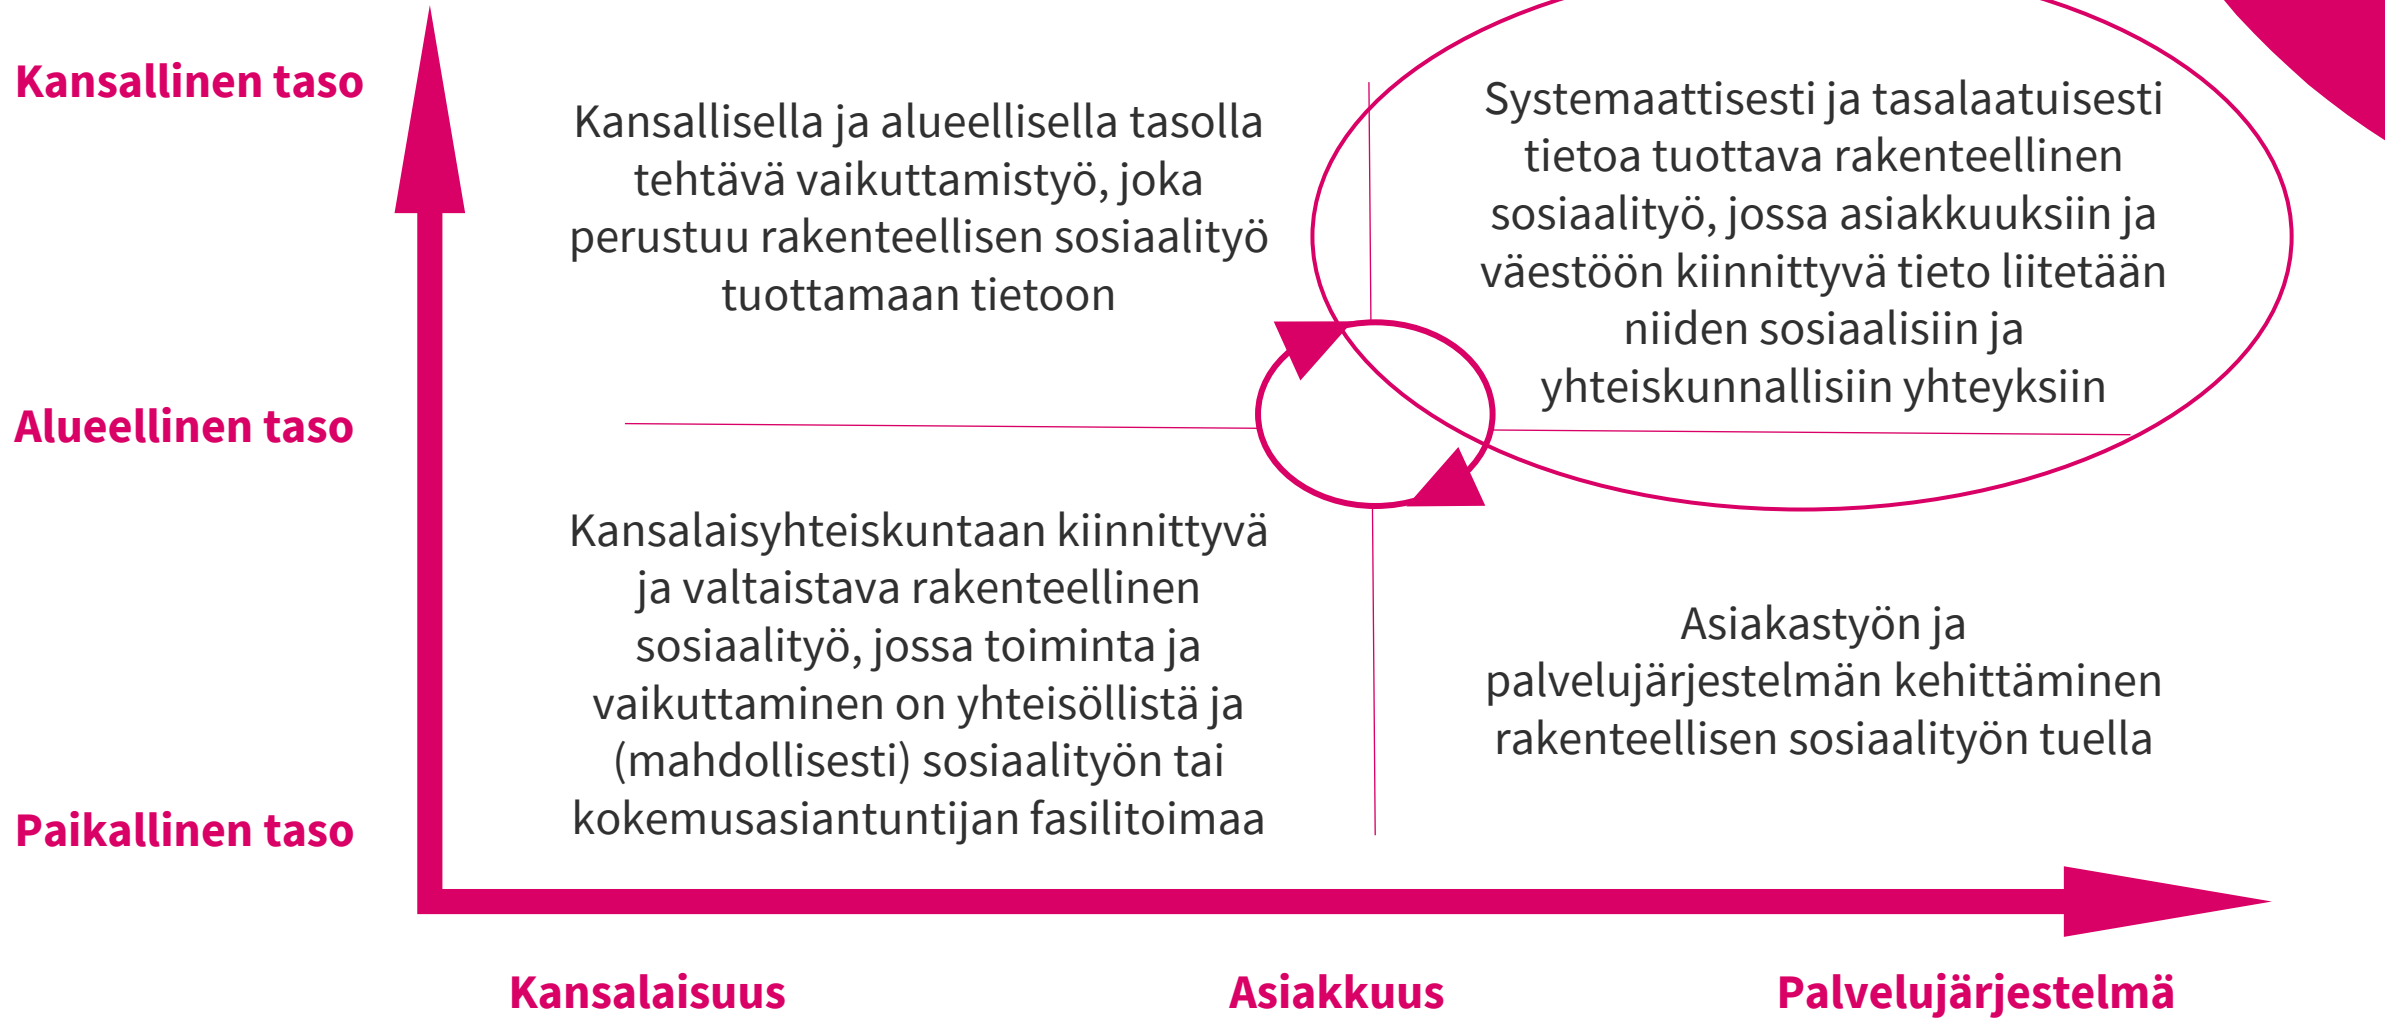 Kansallinen taso
Kansallisella ja alueellisella tasolla
tehtävä vaikuttamistyö, joka
perustuu rakenteellisen sosiaalityö
tuottamaan tietoon
Systemaattisesti ja tasalaatuisesti
tietoa tuottava rakenteellinen
sosiaalityö, jossa asiakkuuksiin ja
väestöön kiinnittyvä tieto liitetään
niiden sosiaalisiin ja
yhteiskunnallisiin yhteyksiin
Alueellinen taso
Kansalaisyhteiskuntaan kiinnittyvä
ja valtaistava rakenteellinen
sosiaalityö, jossa toiminta ja
vaikuttaminen on yhteisöllistä ja
(mahdollisesti) sosiaalityön tai
kokemusasiantuntijan fasilitoimaa
Asiakastyön ja
palvelujärjestelmän kehittäminen
rakenteellisen sosiaalityön tuella
Paikallinen taso
Kansalaisuus
Asiakkuus
Palvelujärjestelmä